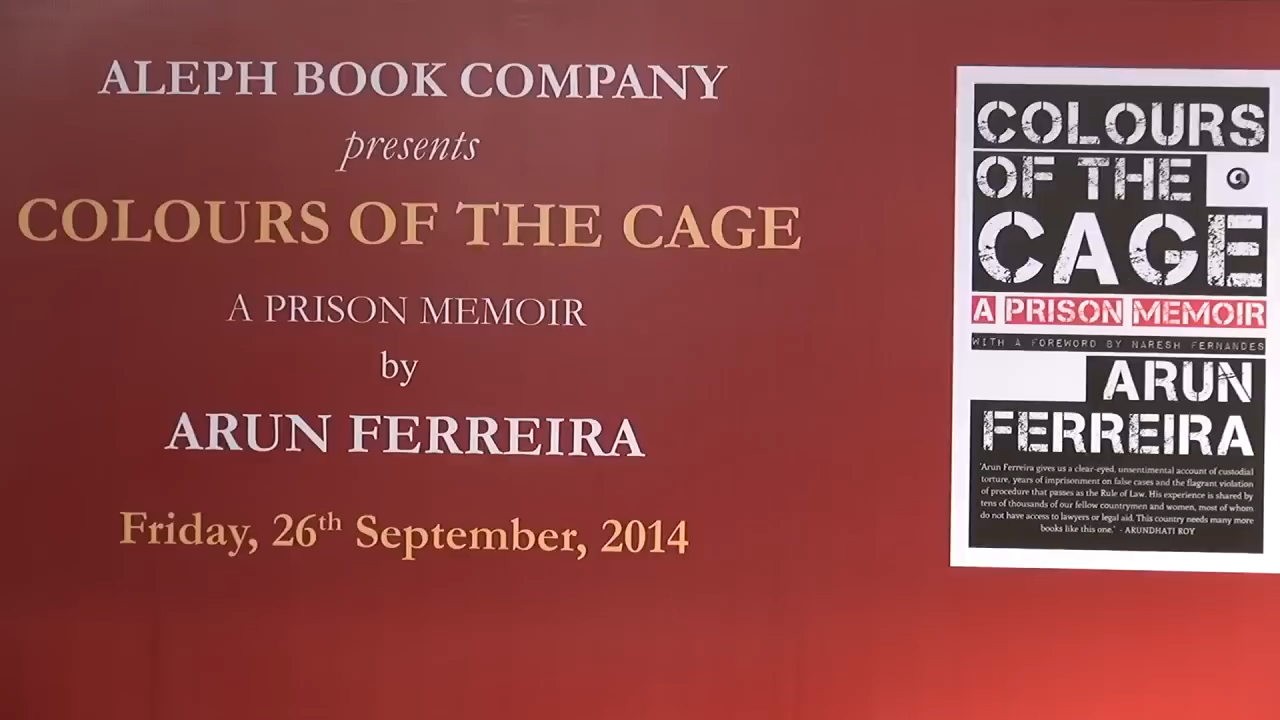 ALEPH BOOK COMPANY
presents
COLOURS OF THE CAGE
A PRISON MEMOIR
by
ARUN FERREIRA
Friday, 26th September, 2014
COLOURS
OF THE
CAGE
A PRISON MEMOIR
WITH A FOREWORD BY NARESH FERNANDES
ARUN
FERREIRA
'Arun Ferreira gives us a clear-eyed, unsentimental account of custodial
torture, years of imprisonment on false cases and the flagrant violation
of procedure that passes as the Rule of Law. His experience is shared by
tens of thousands of our fellow countrymen and women, most of whom
do not have access to lawyers or legal aid. This country needs many more
books like this one.' - ARUNDHATI ROY